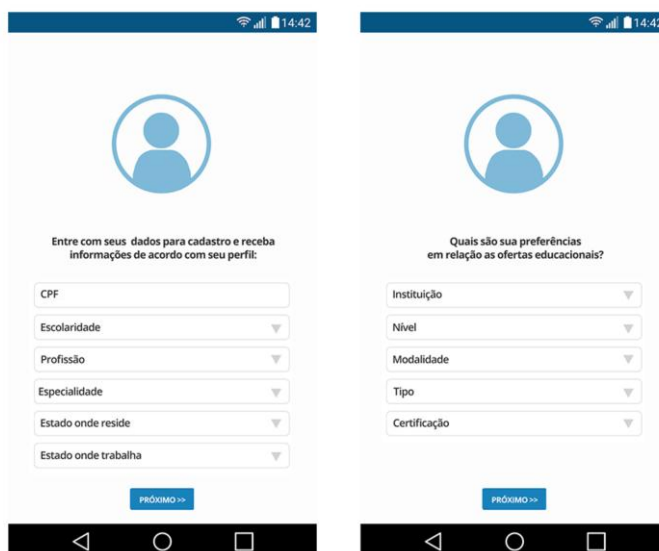 14:42
Entre com seus dados para cadastro e receba
informações de acordo com seu perfil:
CPF
Escolaridade
Profissão
Especialidade
Estado onde reside
Estado onde trabalha
PRÓXIMO >>
14:42
Quais são sua preferências
em relação as ofertas educacionais?
Instituição
Nível
Modalidade
Tipo
Certificação
PRÓXIMO >>